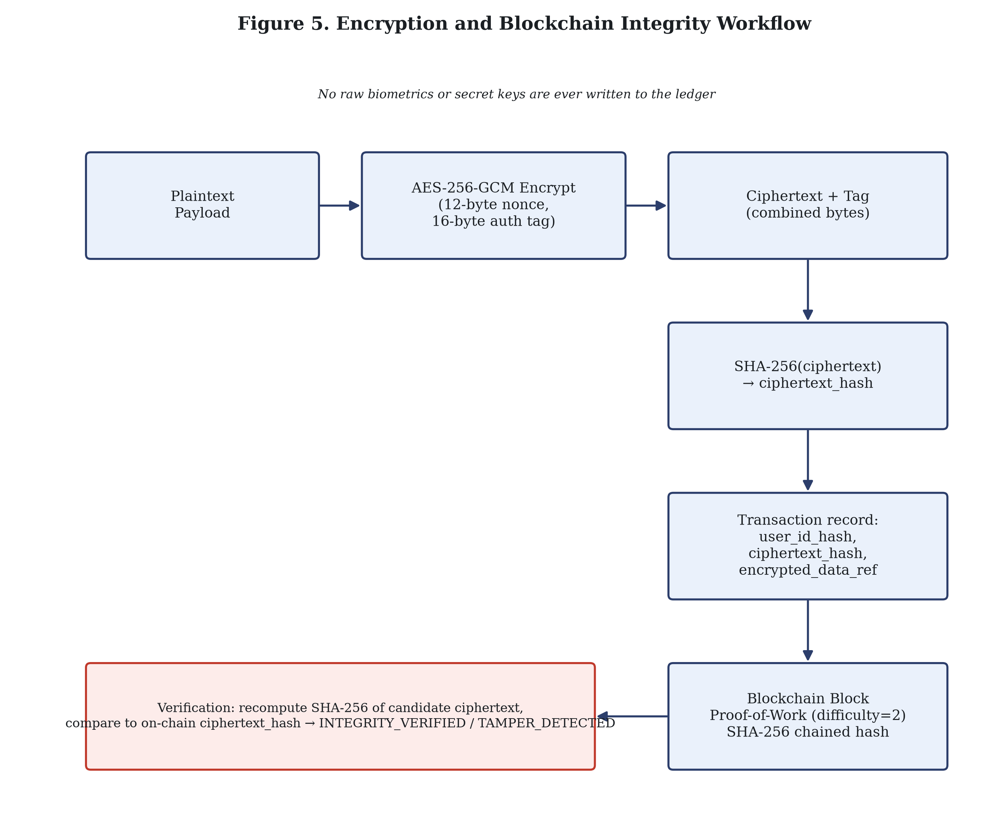 Figure 5. Encryption and Blockchain Integrity Workflow
No raw biometrics or secret keys are ever written to the ledger
Plaintext
Payload
AES-256-GCM Encrypt
(12-byte nonce,
16-byte auth tag)
Ciphertext + Tag
(combined bytes)
SHA-256(ciphertext)
→ ciphertext_hash
Transaction record:
user_id_hash,
ciphertext_hash,
encrypted_data_ref
Blockchain Block
Proof-of-Work (difficulty=2)
SHA-256 chained hash
Verification: recompute SHA-256 of candidate ciphertext,
compare to on-chain ciphertext_hash → INTEGRITY_VERIFIED / TAMPER_DETECTED